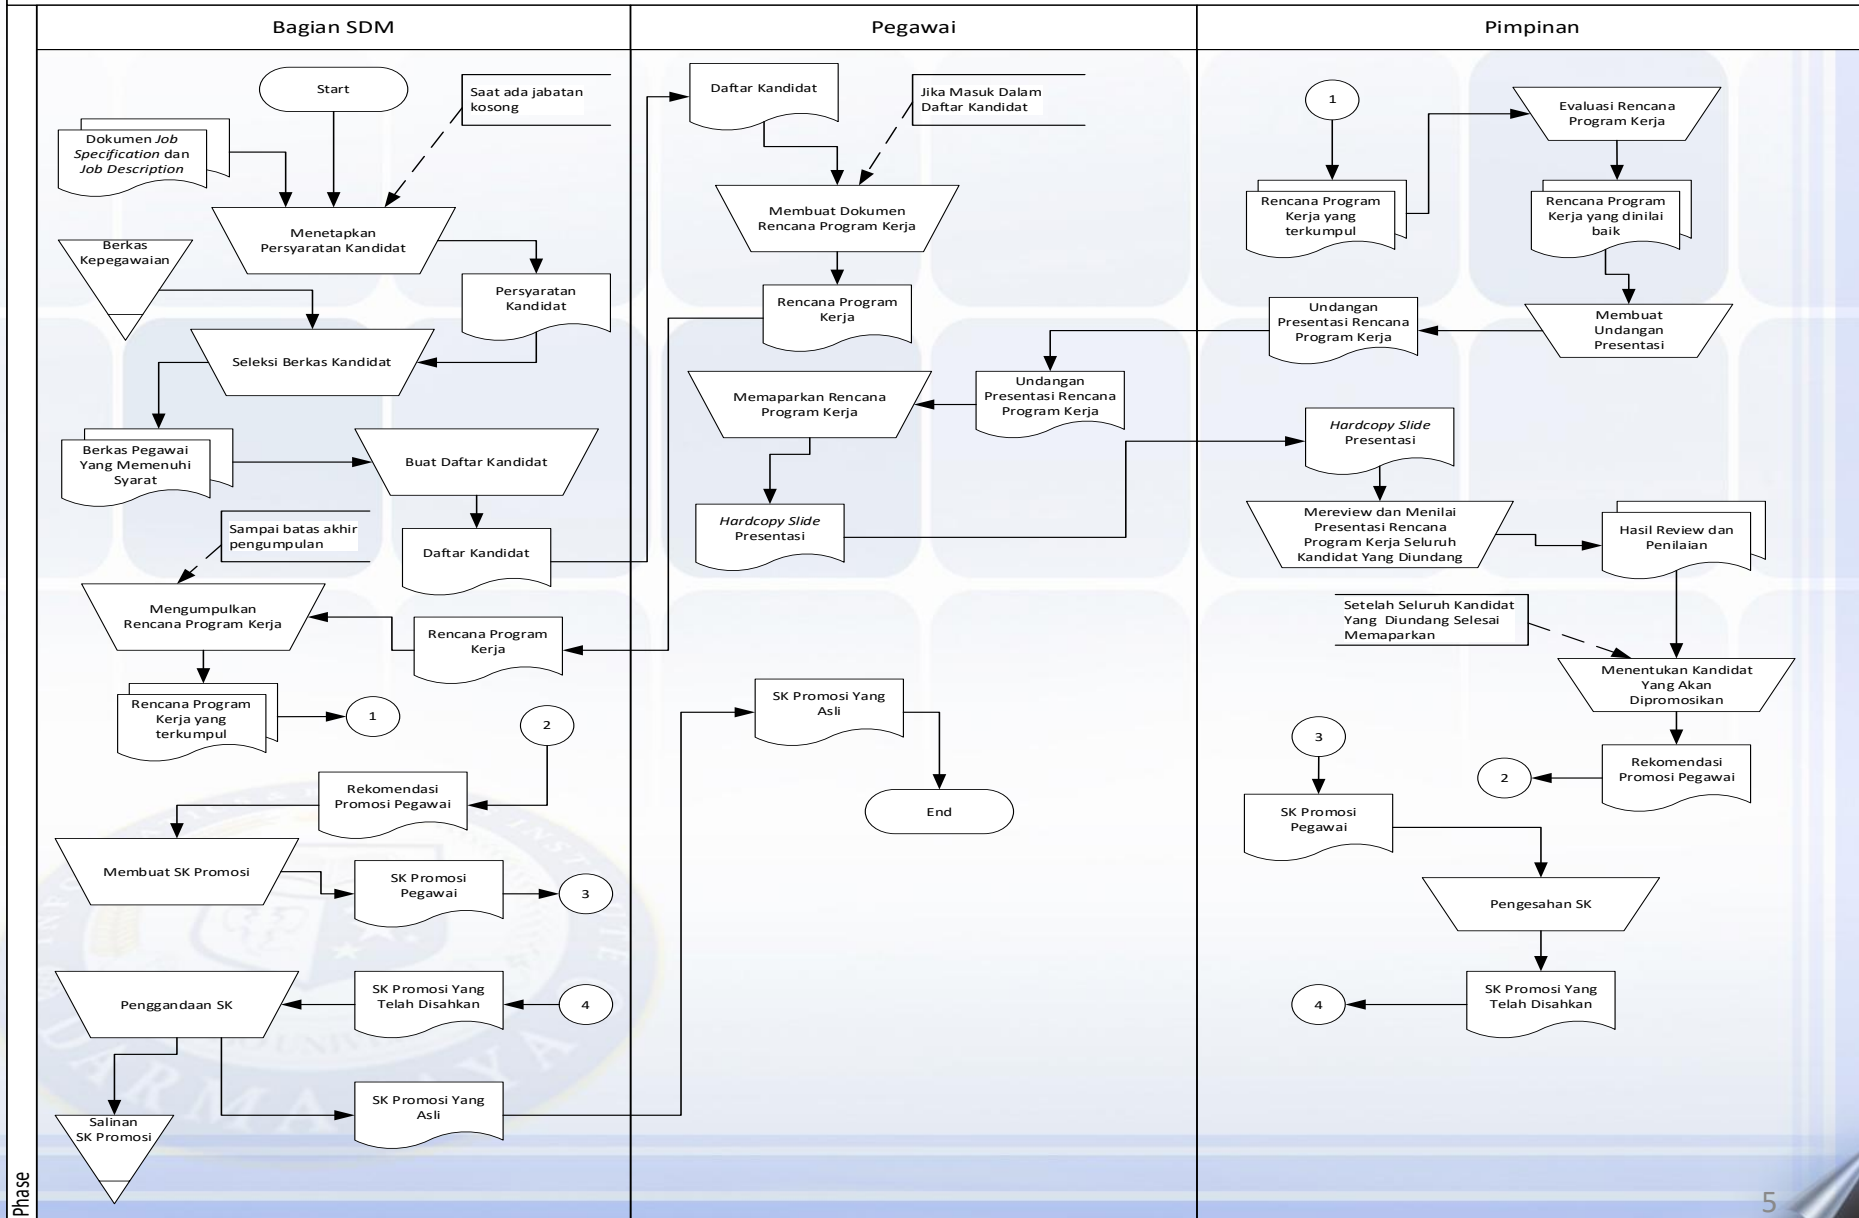 Bagian SDM
Pegawai
Pimpinan
Start
Saat ada jabatan
kosong
Dokumen Job
Specification dan
Job Description
Menetapkan
Persyaratan Kandidat
Berkas
Kepegawaian
Persyaratan
Kandidat
Seleksi Berkas Kandidat
Berkas Pegawai
Yang Memenuhi
Syarat
Buat Daftar Kandidat
Sampai batas akhir
pengumpulan
Daftar Kandidat
Mengumpulkan
Rencana Program Kerja
Rencana Program
Kerja
Rencana Program
Kerja yang
terkumpul
1
2
Rekomendasi
Promosi Pegawai
Membuat SK Promosi
SK Promosi
Pegawai
3
Penggandaan SK
SK Promosi Yang
Telah Disahkan
4
SK Promosi Yang
Asli
Salinan
SK Promosi
Daftar Kandidat
Jika Masuk Dalam
Daftar Kandidat
Membuat Dokumen
Rencana Program Kerja
Rencana Program
Kerja
Memaparkan Rencana
Program Kerja
Undangan
Presentasi Rencana
Program Kerja
Hardcopy Slide
Presentasi
SK Promosi Yang
Asli
End
1
Evaluasi Rencana
Program Kerja
Rencana Program
Kerja yang
terkumpul
Rencana Program
Kerja yang dinilai
baik
Undangan
Presentasi Rencana
Program Kerja
Membuat
Undangan
Presentasi
Hardcopy Slide
Presentasi
Mereview dan Menilai
Presentasi Rencana
Program Kerja Seluruh
Kandidat Yang Diundang
Hasil Review dan
Penilaian
Setelah Seluruh Kandidat
Yang Diundang Selesai
Memaparkan
Menentukan Kandidat
Yang Akan
Dipromosikan
3
2
Rekomendasi
Promosi Pegawai
SK Promosi
Pegawai
Pengesahan SK
4
SK Promosi Yang
Telah Disahkan
Phase
5